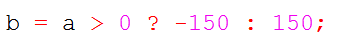 b = a > 0 ? -150 : 150;